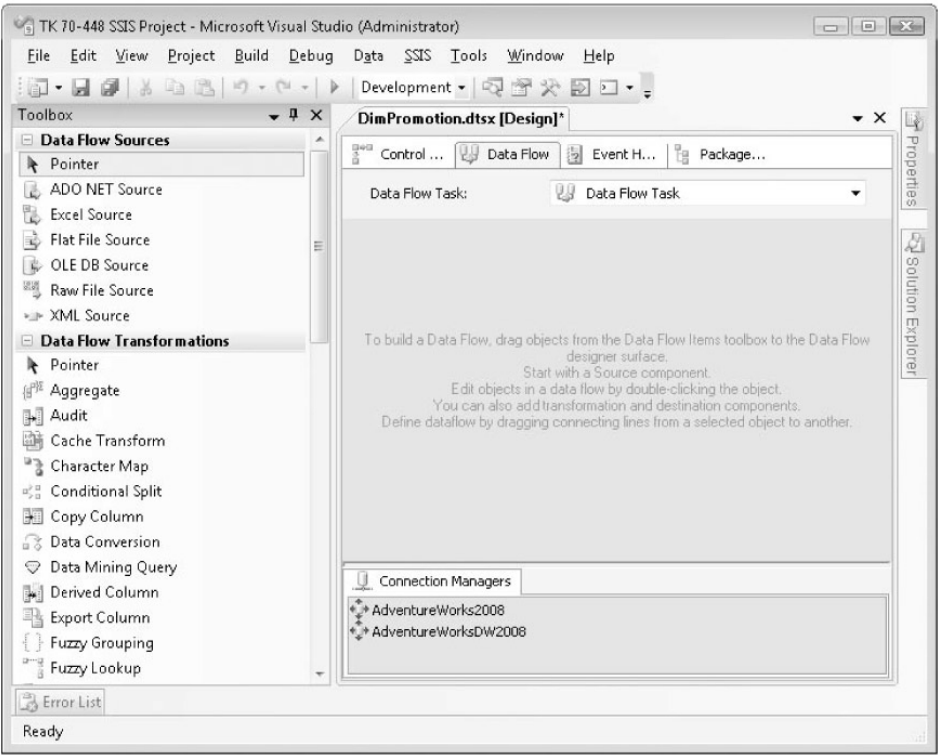 TK 70-448 SSIS Project - Microsoft Visual Studio (Administrator)
File Edit View Project Build Debug Data SSIS Tools Window Help
Development
Toolbox
DimPromotion.dtsx [Design]*
Data Flow Sources
Pointer
ADO NET Source
Excel Source
Flat File Source
OLE DB Source
Raw File Source
XML Source
Data Flow Transformations
Pointer
Aggregate
Audit
Cache Transform
Character Map
Conditional Split
Copy Column
Data Conversion
Data Mining Query
Derived Column
Export Column
Fuzzy Grouping
Fuzzy Lookup
Control ... Data Flow Event H... Package...
Data Flow Task: Data Flow Task
To build a Data Flow, drag objects from the Data Flow Items toolbox to the Data Flow
designer surface.
Start with a Source component.
Edit objects in a data flow by double-clicking the object.
You can also add transformation and destination components.
Define dataflow by dragging connecting lines from a selected object to another.
Connection Managers
AdventureWorks2008
AdventureWorksDW2008
Properties
Solution Explorer
Error List
Ready